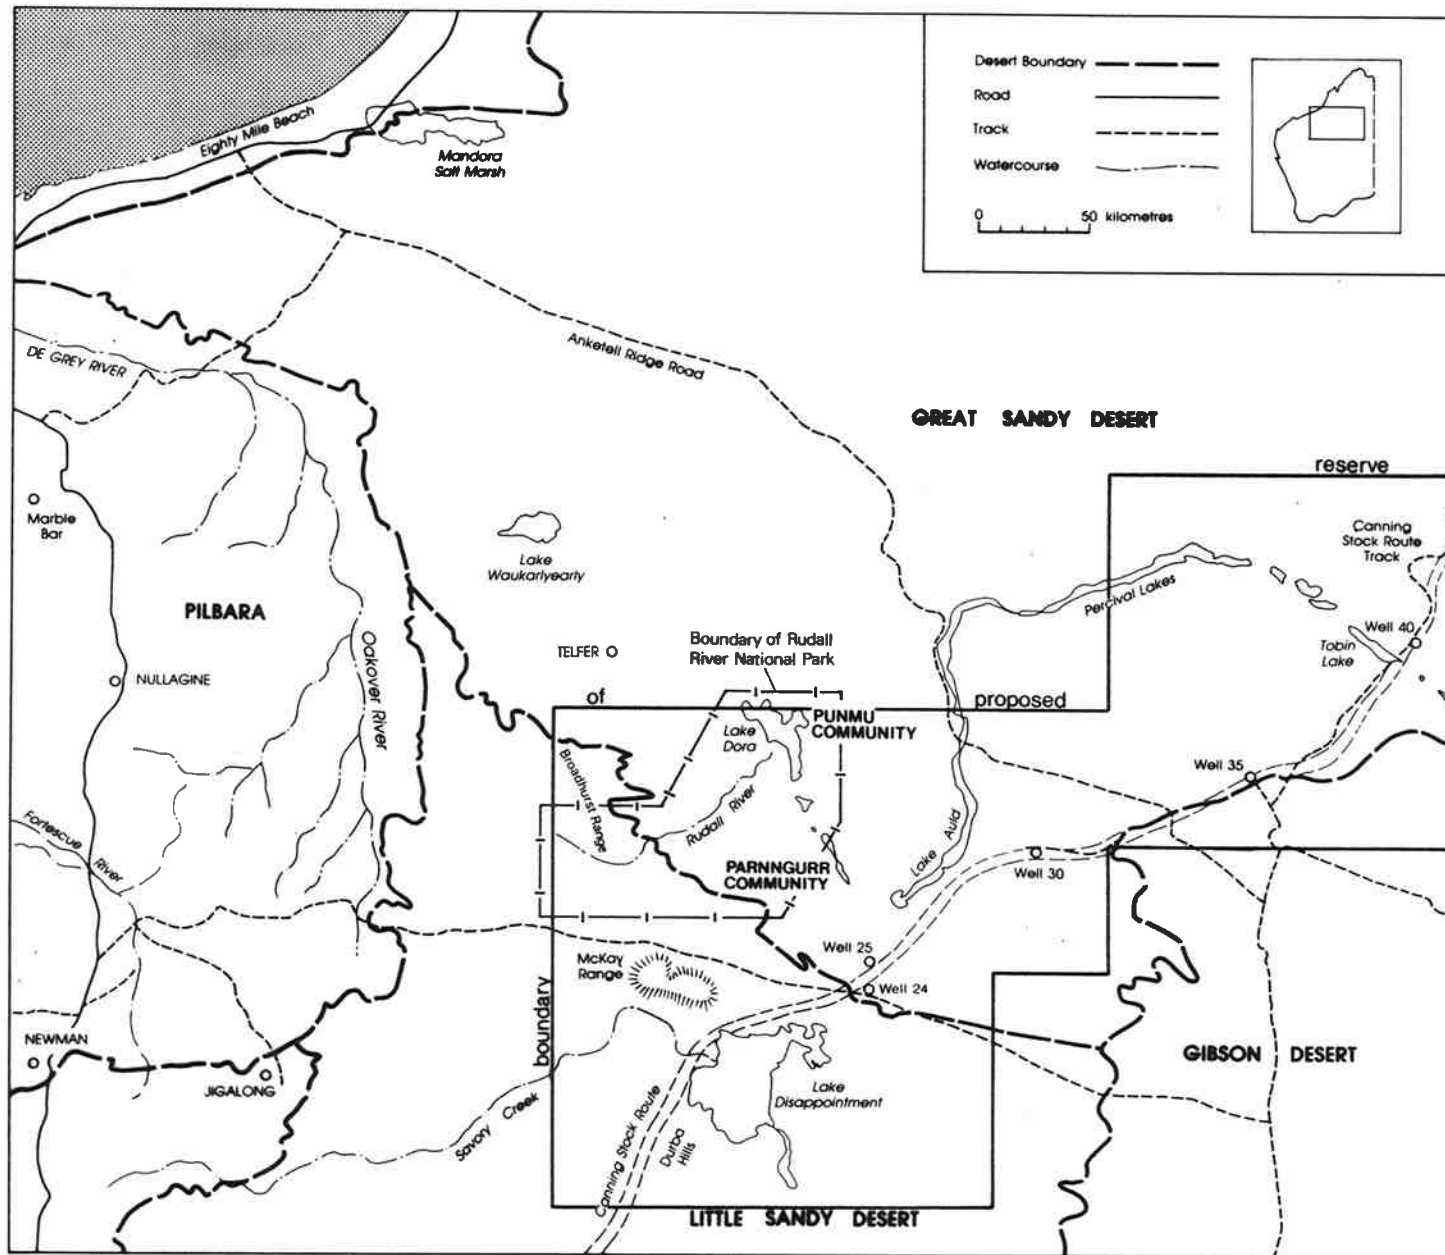 Desert Boundary
Road
Track
Watercourse
0 50 kilometres
Eighty Mile Beach
Mandora
Salt Marsh
DE GREY RIVER
Anketell Ridge Road
GREAT SANDY DESERT
reserve
Marble
Bar
Canning
Stock Route
Track
Lake
Waukarlyearly
Percival Lakes
PILBARA
Well 40
Tobin
Lake
Oakover River
TELFER
Boundary of Rudall
River National Park
NULLAGINE
of
proposed
PUNMU
COMMUNITY
Lake
Dora
Broadhurst Range
Well 35
Rudall River
Fortescue River
Lake Auld
PARNNGURR
COMMUNITY
Well 30
McKay
Range
Well 25
Well 24
boundary
NEWMAN
JIGALONG
GIBSON DESERT
Lake
Disappointment
Savory Creek
Canning Stock Route
Durba
Hills
LITTLE SANDY DESERT